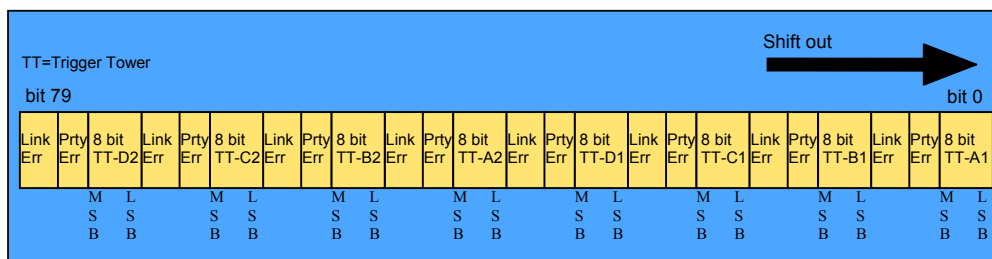 Shift out
TT=Trigger Tower
bit 79 bit 0
Link Prty 8 bit Link Prty 8 bit Link Prty 8 bit Link Prty 8 bit Link Prty 8 bit Link Prty 8 bit Link Prty 8 bit Link Prty 8 bit
Err Err TT-D2 Err Err TT-C2 Err Err TT-B2 Err Err TT-A2 Err Err TT-D1 Err Err TT-C1 Err Err TT-B1 Err Err TT-A1
M L M L M L M L M L M L M L M L
S S S S S S S S S S S S S S S S
B B B B B B B B B B B B B B B B